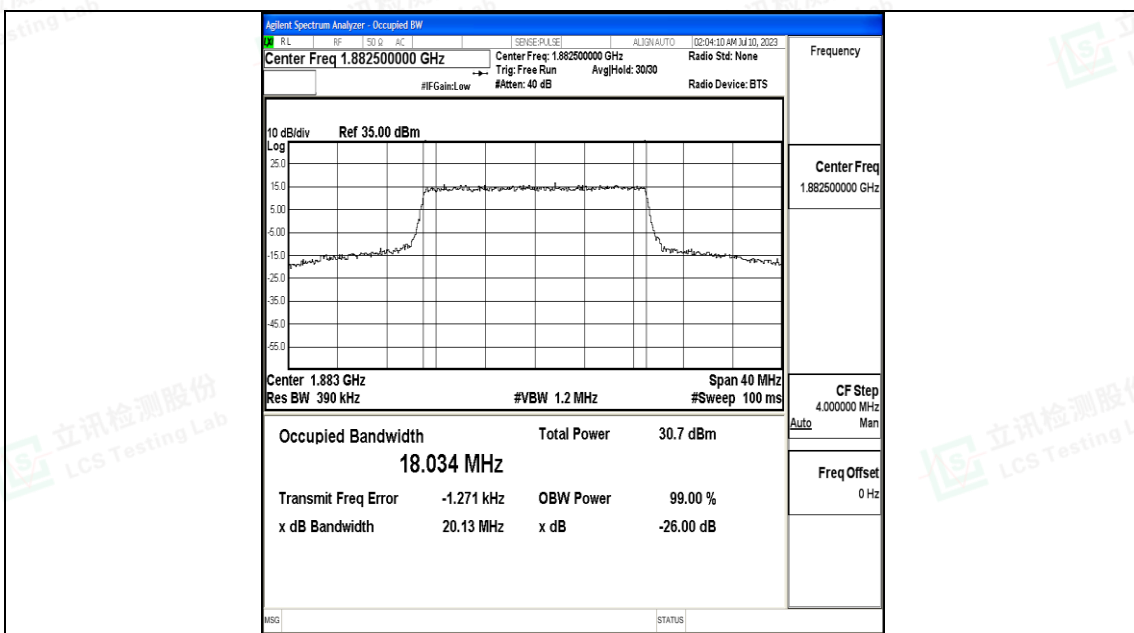 Agilent Spectrum Analyzer - Occupied BW
RL RF 50 Ω AC SENSE:PULSE ALIGN AUTO 02:04:10 AM Jul 10, 2023
Center Freq 1.882500000 GHz
Center Freq: 1.882500000 GHz
Radio Std: None
Trig: Free Run Avg|Hold: 30/30
#IFGain:Low
#Atten: 40 dB
Radio Device: BTS
10 dB/div Ref 35.00 dBm
Log
25.0
15.0
5.00
-5.00
-15.0
-25.0
-35.0
-45.0
-55.0
Center 1.883 GHz Span 40 MHz
Res BW 390 kHz #VBW 1.2 MHz #Sweep 100 ms
Occupied Bandwidth Total Power 30.7 dBm
18.034 MHz
Transmit Freq Error -1.271 kHz OBW Power 99.00 %
x dB Bandwidth 20.13 MHz x dB -26.00 dB
MSG STATUS
Frequency
Center Freq
1.882500000 GHz
CF Step
4.000000 MHz
Auto Man
Freq Offset
0 Hz
立讯检测股份
LCS Testing Lab
立讯检测股份
LCS Testing L